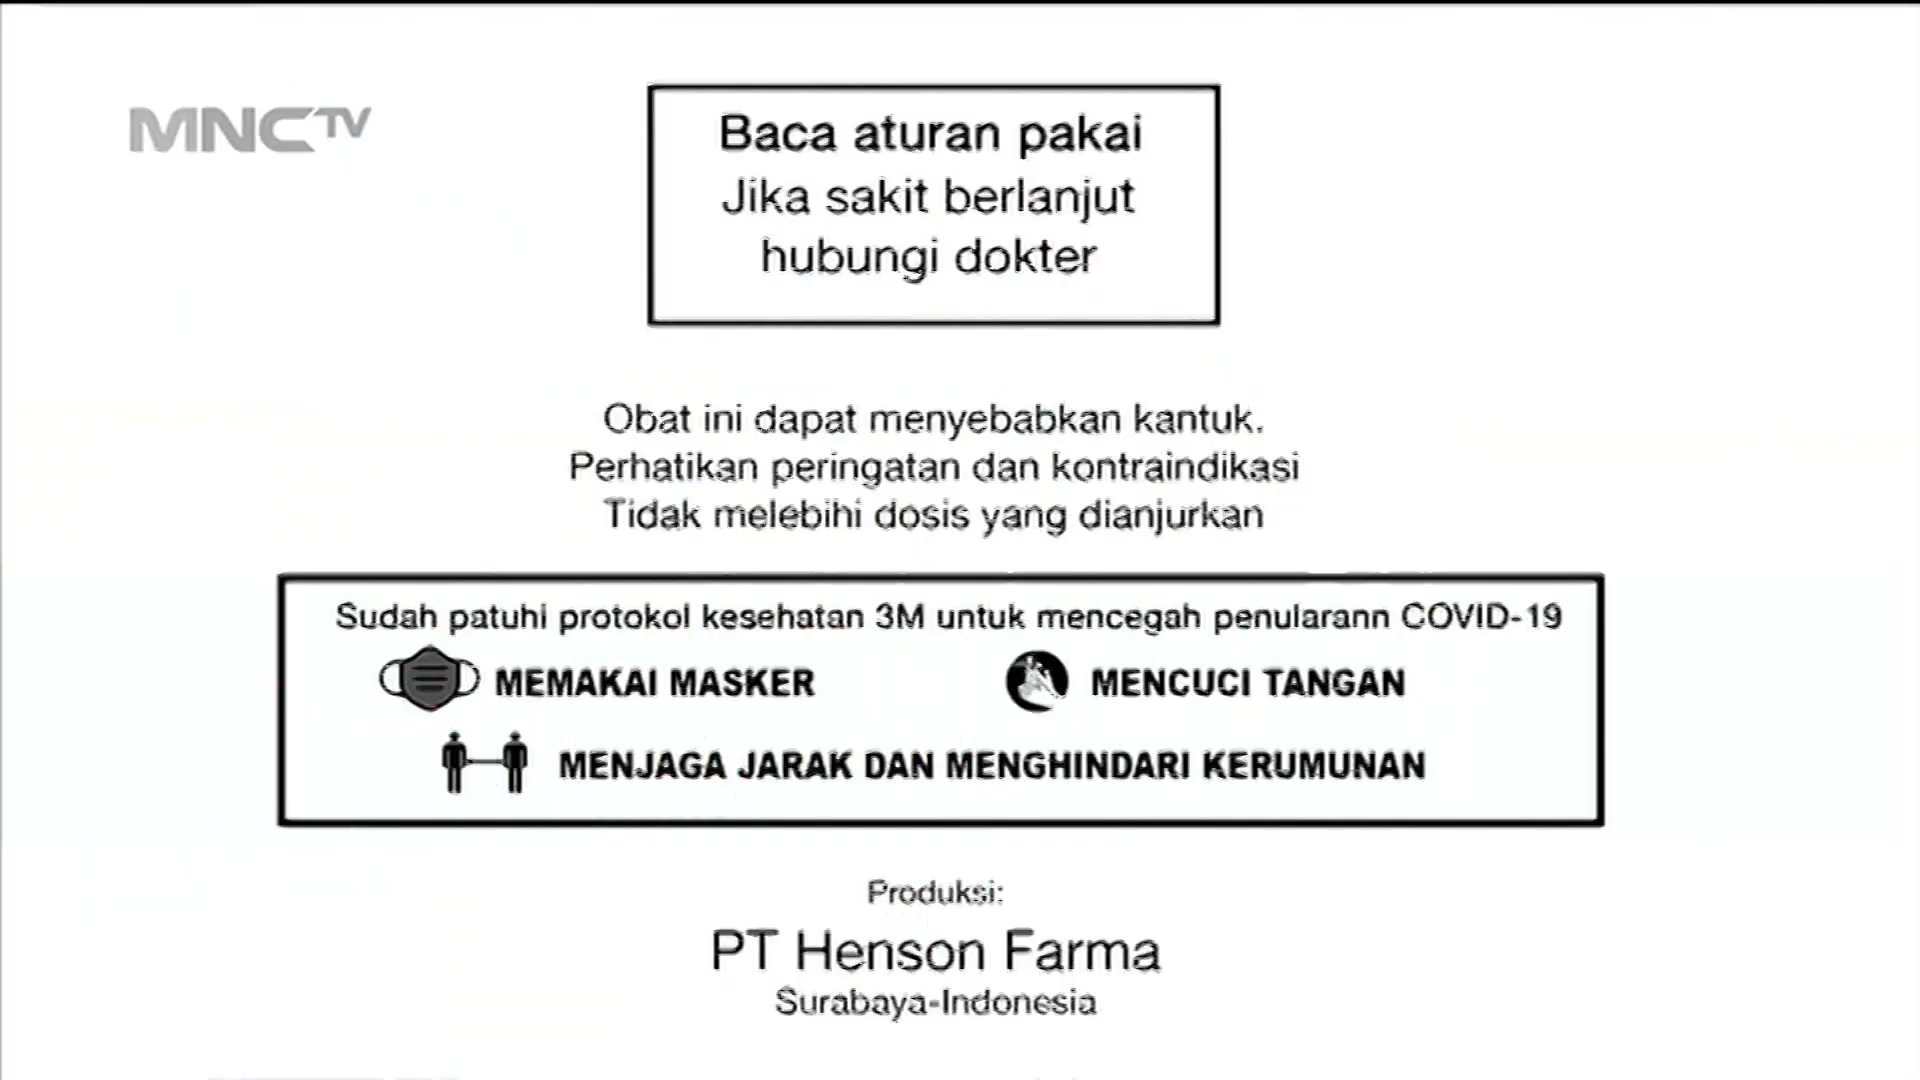 MNCTV
Baca aturan pakai
Jika sakit berlanjut
hubungi dokter
Obat ini dapat menyebabkan kantuk.
Perhatikan peringatan dan kontraindikasi
Tidak melebihi dosis yang dianjurkan
Sudah patuhi protokol kesehatan 3M untuk mencegah penularann COVID-19
MEMAKAI MASKER
MENCUCI TANGAN
MENJAGA JARAK DAN MENGHINDARI KERUMUNAN
Produksi:
PT Henson Farma
Surabaya-Indonesia